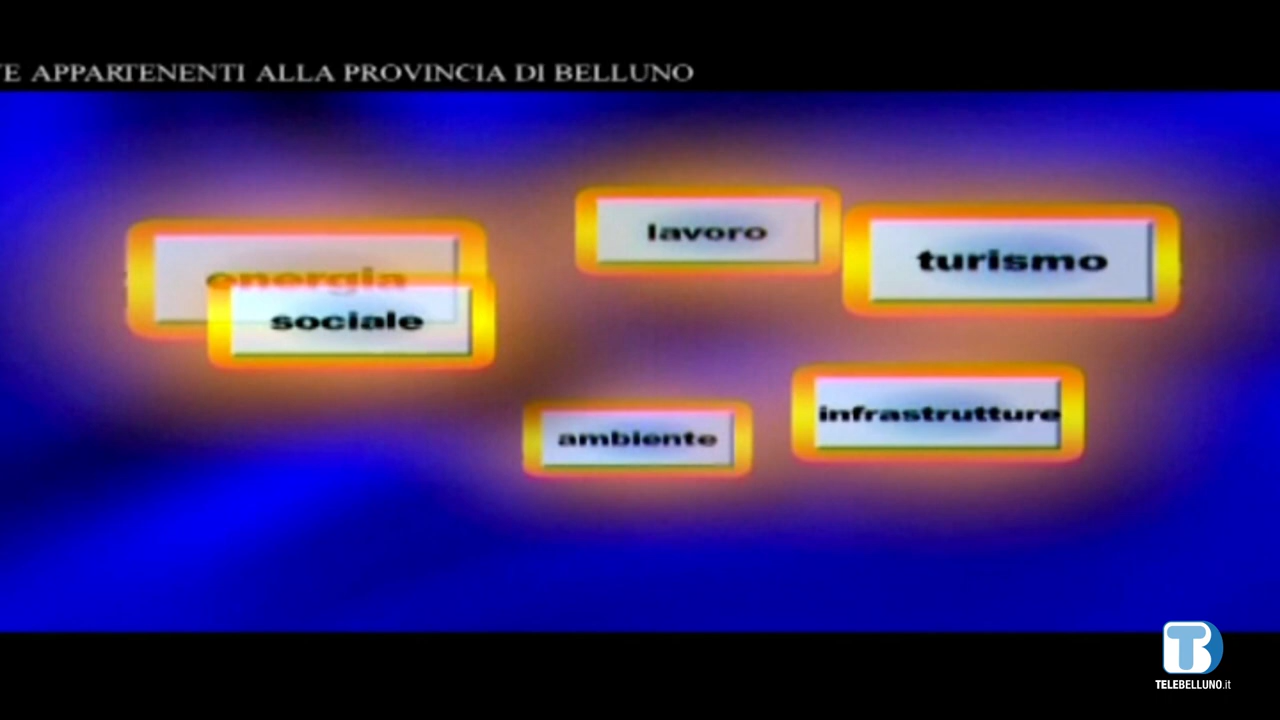 APPARTENENTI ALLA PROVINCIA DI BELLUNO
lavoro
turismo
energia
sociale
infrastrutture
ambiente
TELEBELLUNO.it